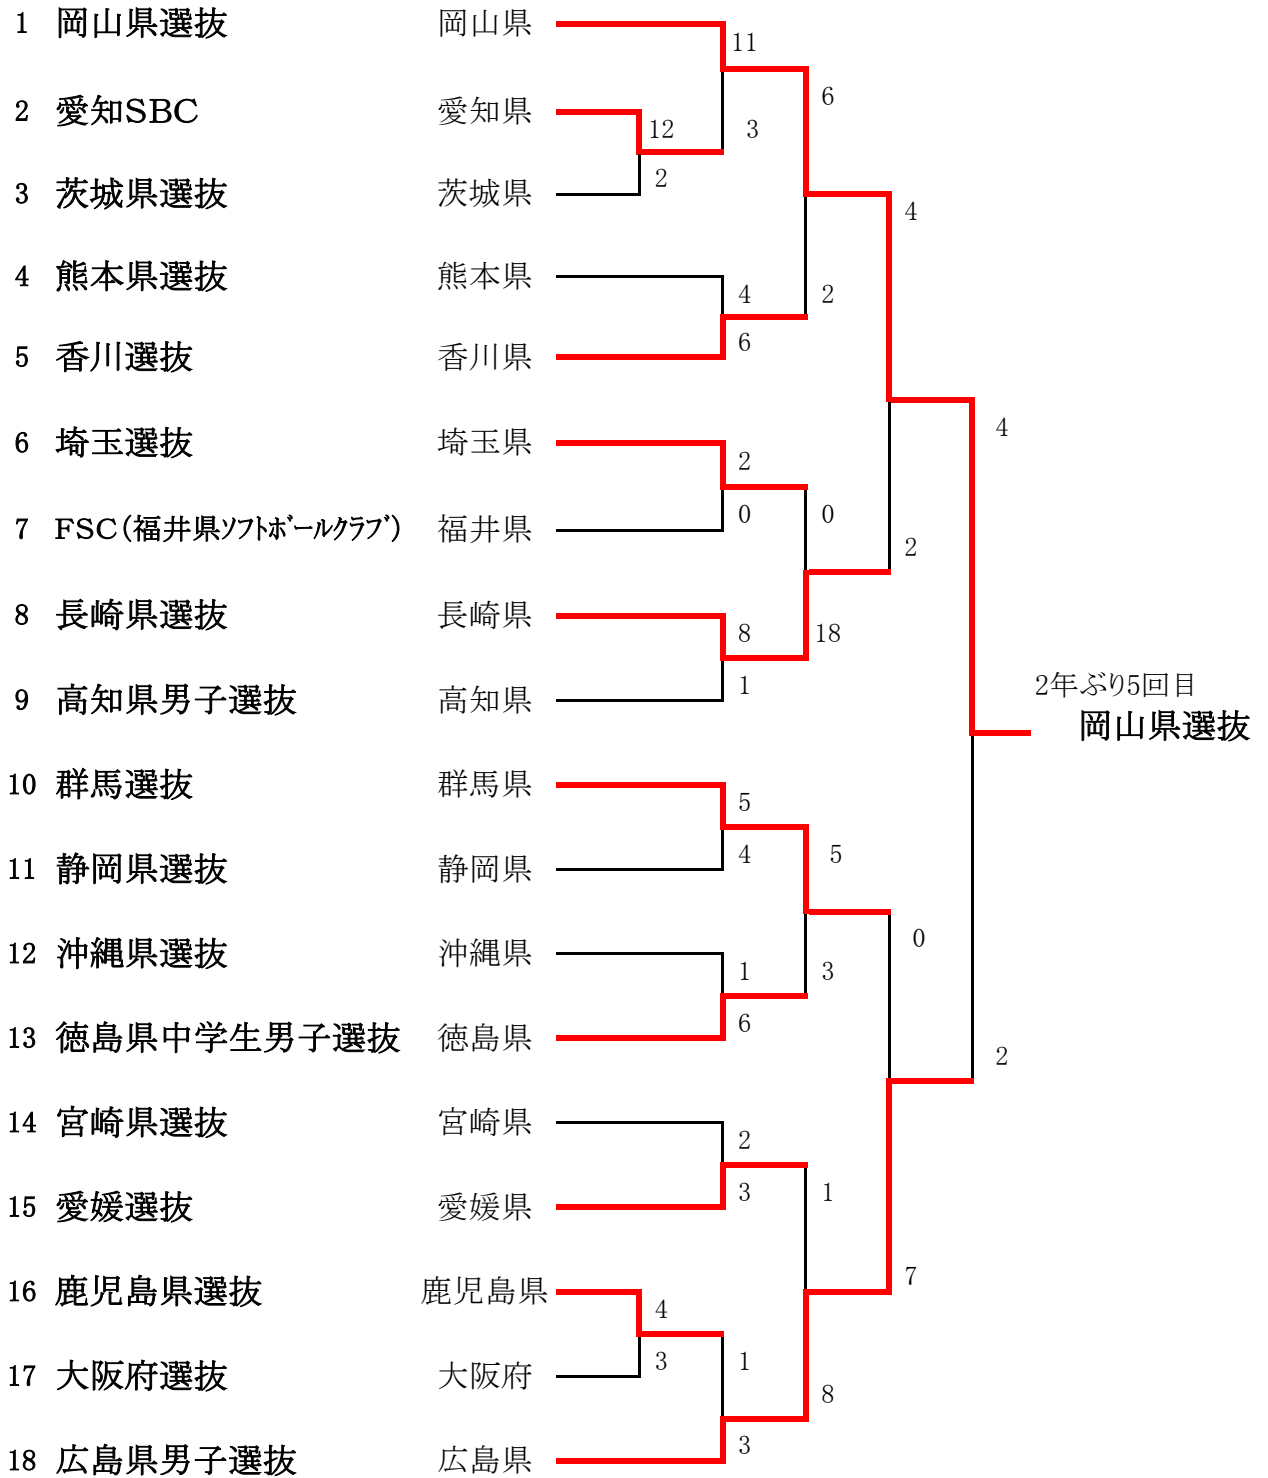 1 岡山県選抜 岡山県
11
6
2 愛知SBC 愛知県
12
3
2
3 茨城県選抜 茨城県
4
4 熊本県選抜 熊本県
4
2
6
5 香川選抜 香川県
4
6 埼玉選抜 埼玉県
2
0
0
7 FSC(福井県ソフトボールクラブ) 福井県
2
8 長崎県選抜 長崎県
8
18
1
9 高知県男子選抜 高知県
2年ぶり5回目
岡山県選抜
10 群馬選抜 群馬県
5
4
5
11 静岡県選抜 静岡県
0
12 沖縄県選抜 沖縄県
1
3
6
13 徳島県中学生男子選抜 徳島県
2
14 宮崎県選抜 宮崎県
2
3
1
15 愛媛選抜 愛媛県
7
16 鹿児島県選抜 鹿児島県
4
3
1
17 大阪府選抜 大阪府
8
3
18 広島県男子選抜 広島県